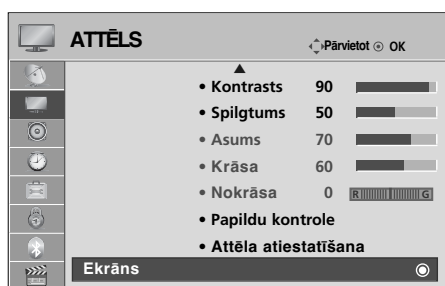 ATTĒLS Pārvietot OK
• Kontrasts 90
• Spilgtums 50
• Asums 70
• Krāsa 60
• Nokrāsa 0 R G
• Papildu kontrole
• Attēla atiestatīšana
Ekrāns